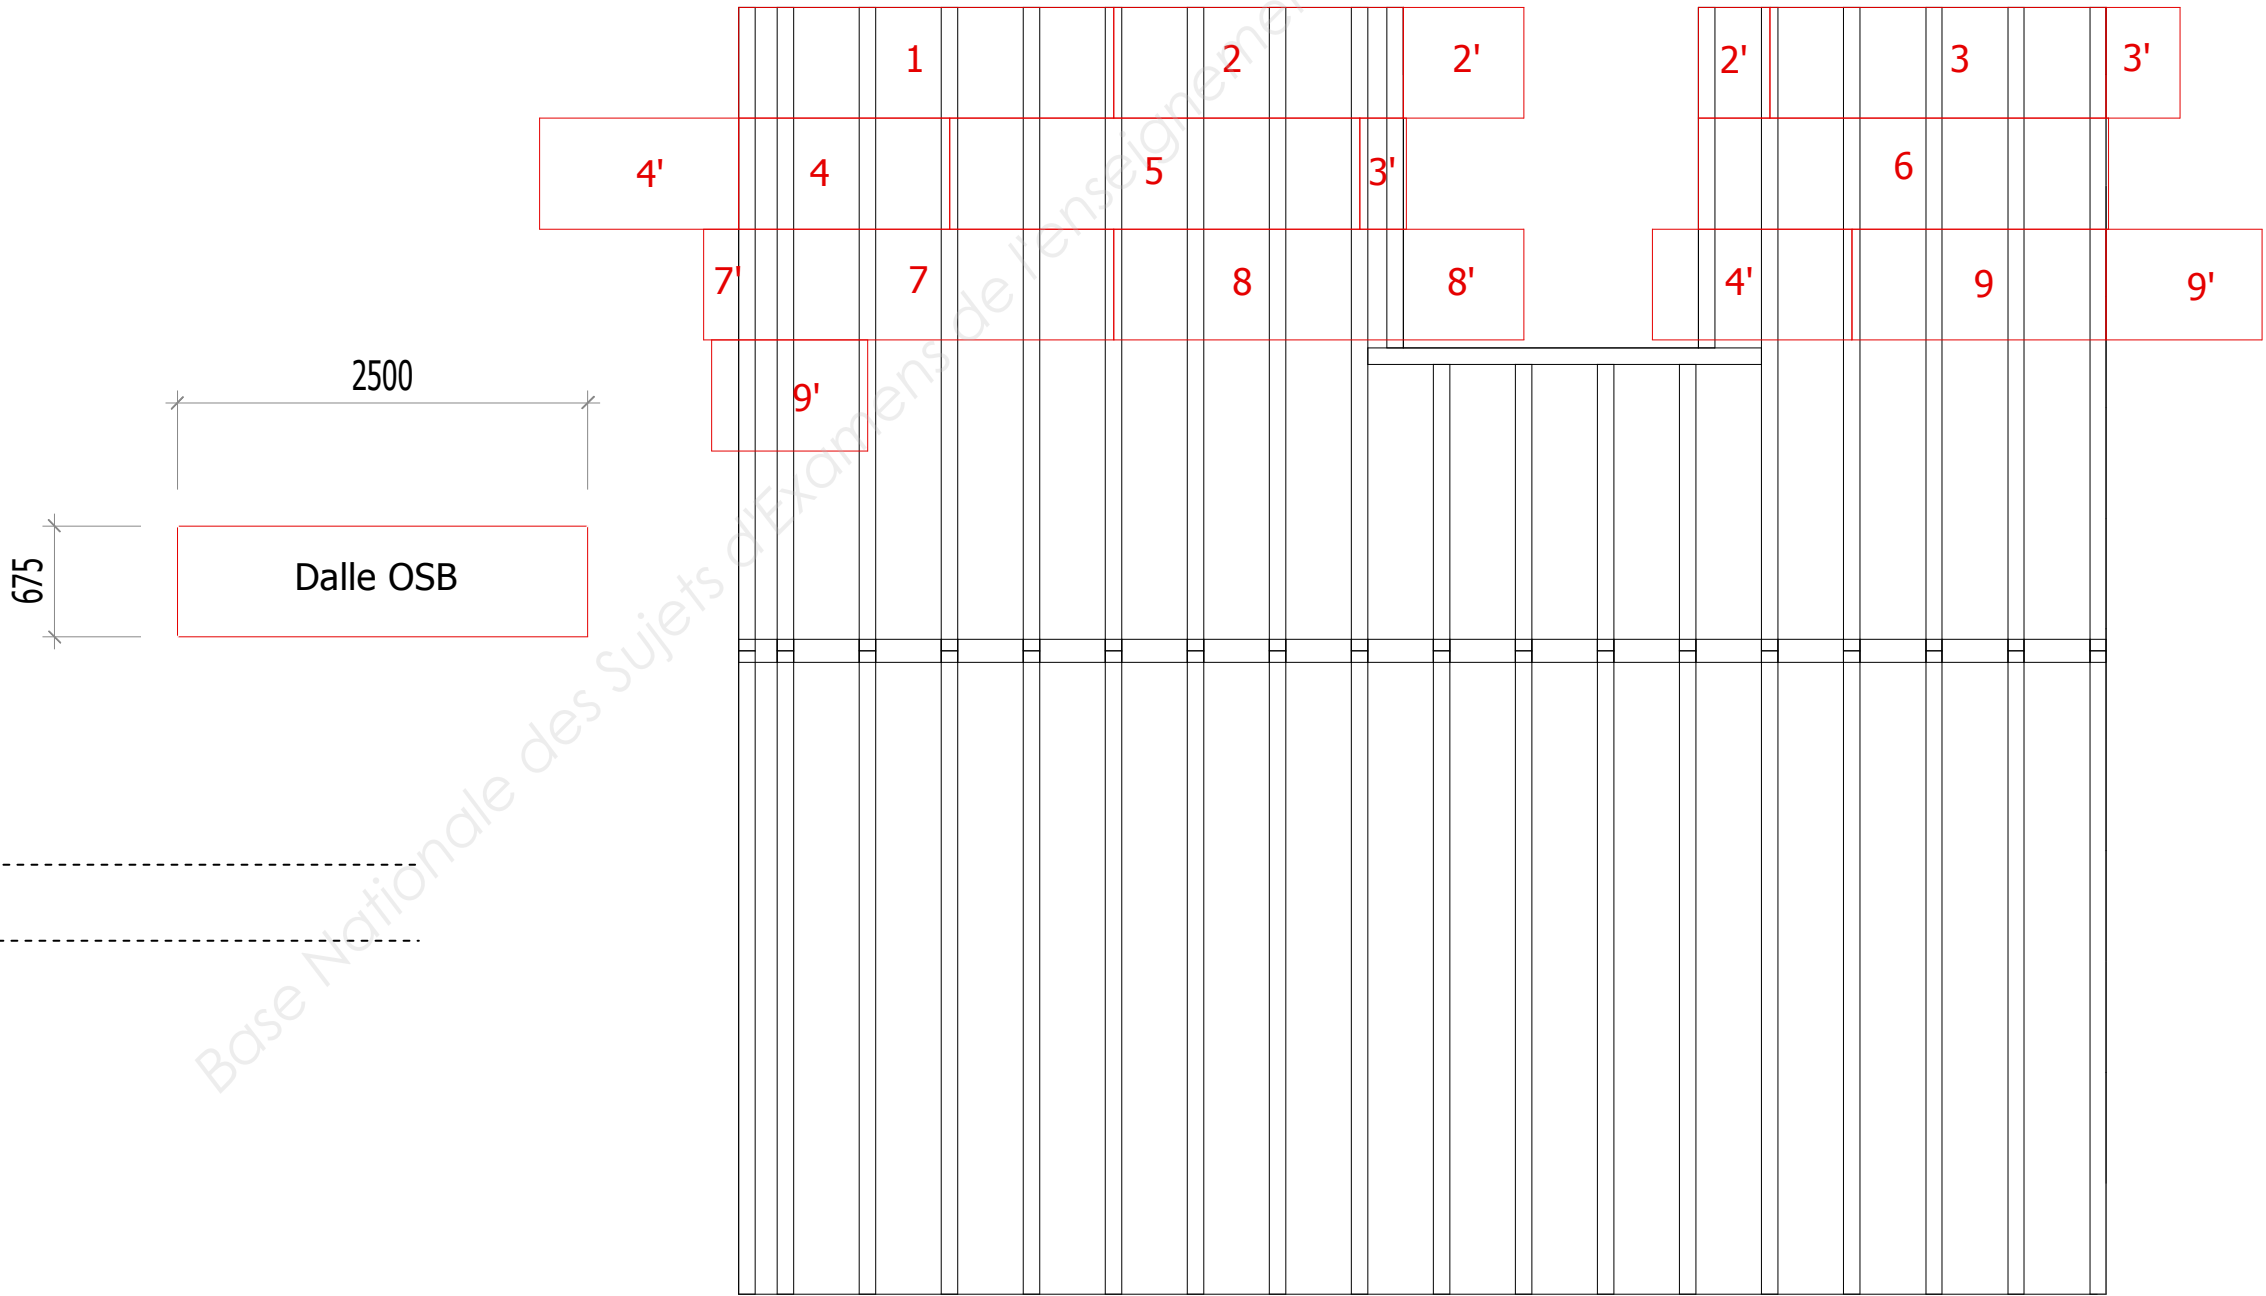 1 2 2' 2' 3 3'
4' 4 5 3' 6
7' 7 8 8' 4' 9 9'
9'
2500
675
Dalle OSB
Base Nationale des Sujets d'Examens de l'enseignemen